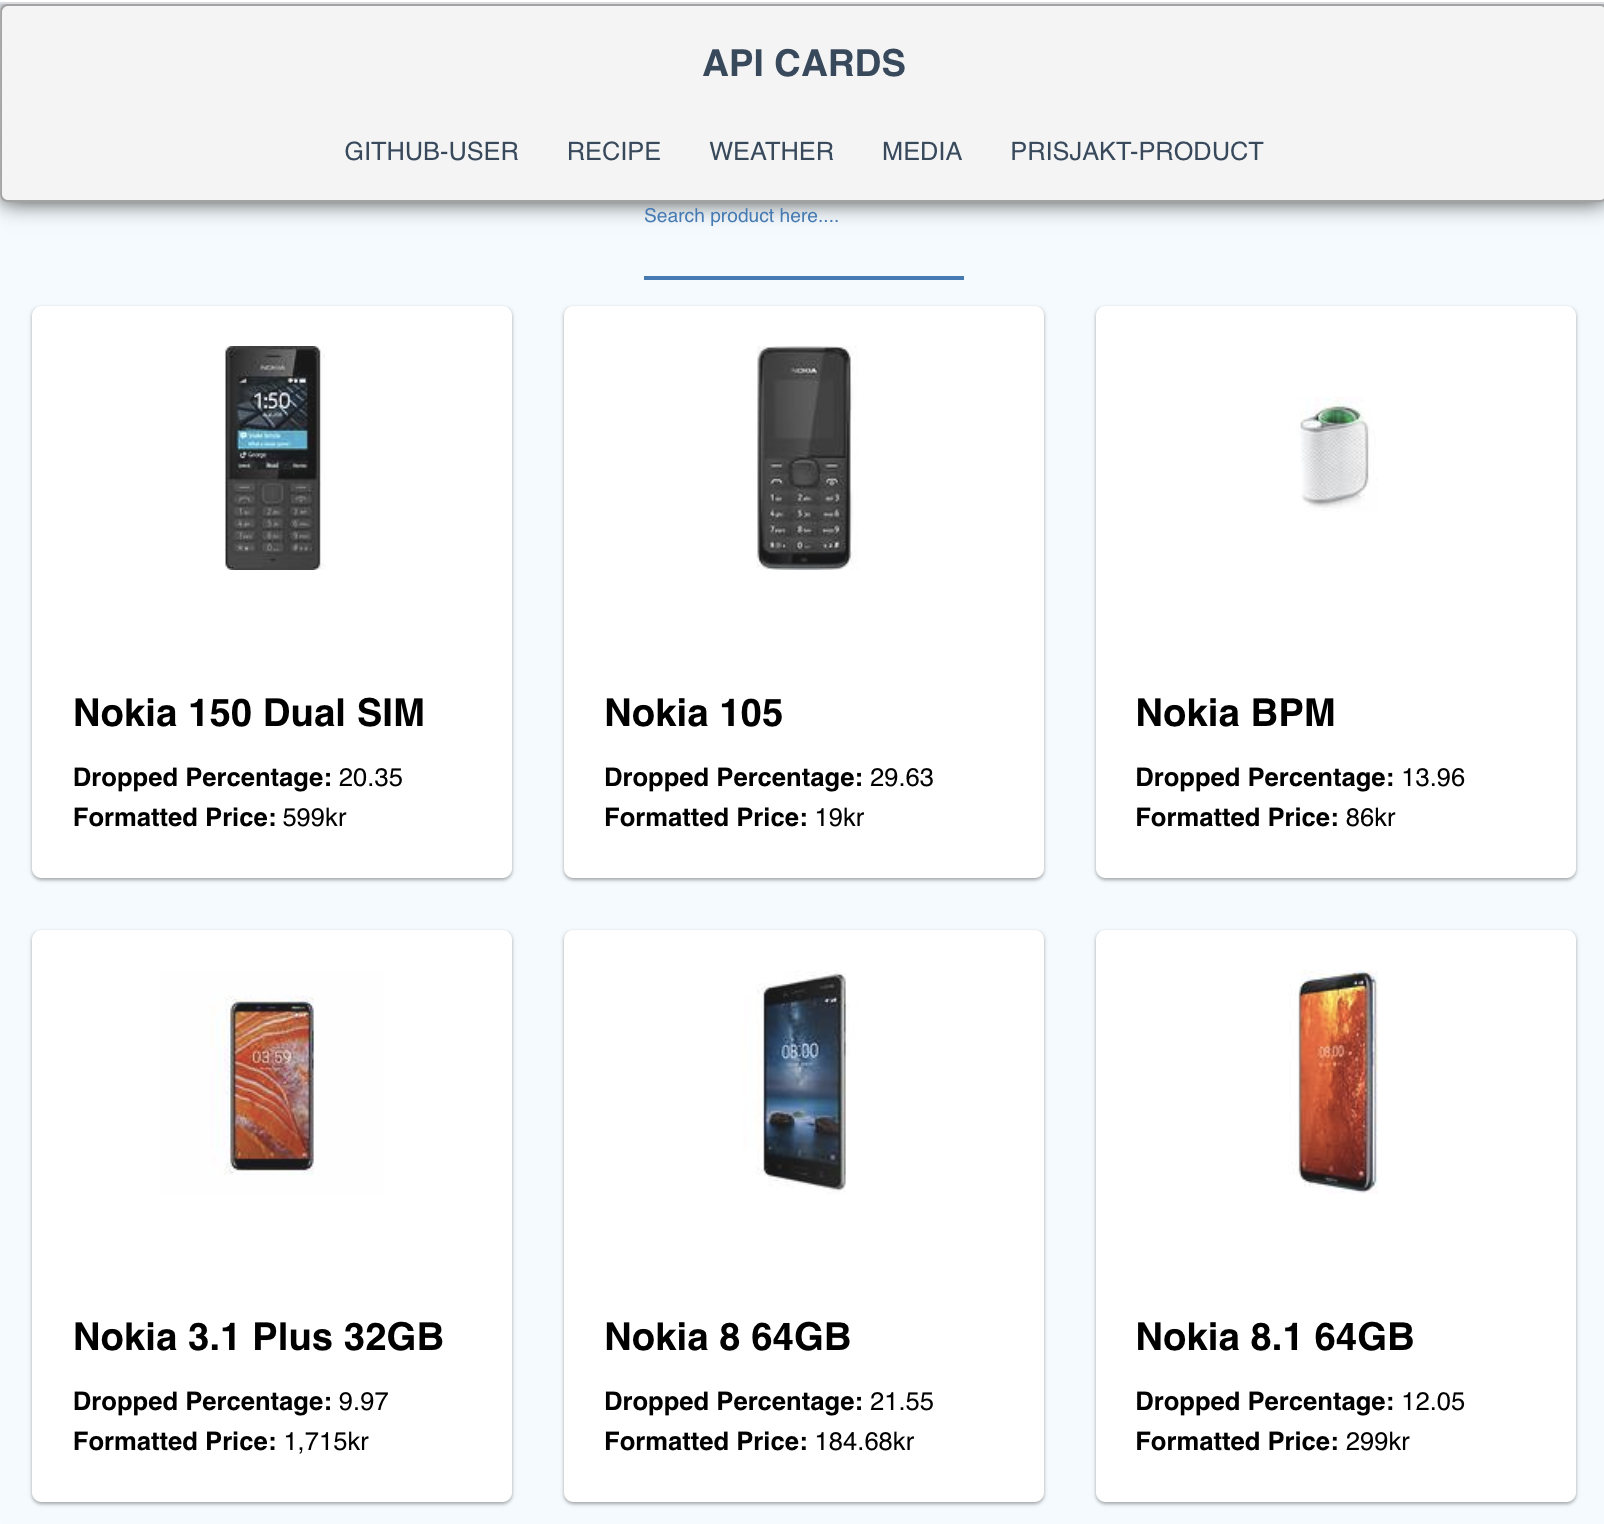 API CARDS
GITHUB-USER RECIPE WEATHER MEDIA PRISJAKT-PRODUCT
Search product here....
NOKIA
1:50
NOKIA
Nokia 150 Dual SIM
Dropped Percentage: 20.35
Formatted Price: 599kr
Nokia 105
Dropped Percentage: 29.63
Formatted Price: 19kr
Nokia BPM
Dropped Percentage: 13.96
Formatted Price: 86kr
03:59
08:00
08:00
Nokia 3.1 Plus 32GB
Dropped Percentage: 9.97
Formatted Price: 1,715kr
Nokia 8 64GB
Dropped Percentage: 21.55
Formatted Price: 184.68kr
Nokia 8.1 64GB
Dropped Percentage: 12.05
Formatted Price: 299kr